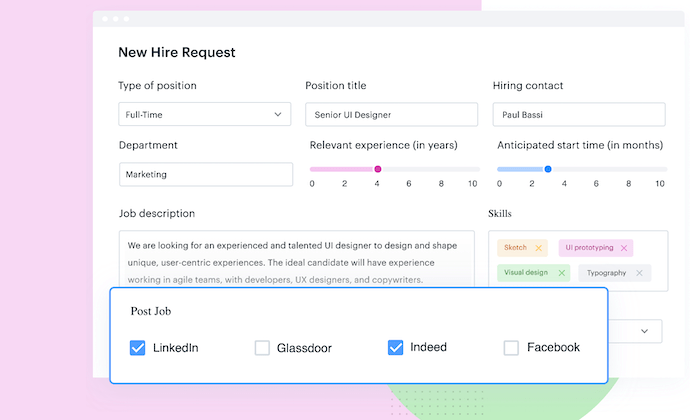 New Hire Request
Type of position
Position title
Hiring contact
Full-Time
Senior UI Designer
Paul Bassi
Department
Relevant experience (in years)
Anticipated start time (in months)
Marketing
0 2 4 6 8 10
0 2 4 6 8 10
Job description
Skills
We are looking for an experienced and talented UI designer to design and shape
unique, user-centric experiences. The ideal candidate will have experience
working in agile teams, with developers, UX designers, and copywriters.
Sketch
UI prototyping
Visual design
Typography
Post Job
LinkedIn
Glassdoor
Indeed
Facebook